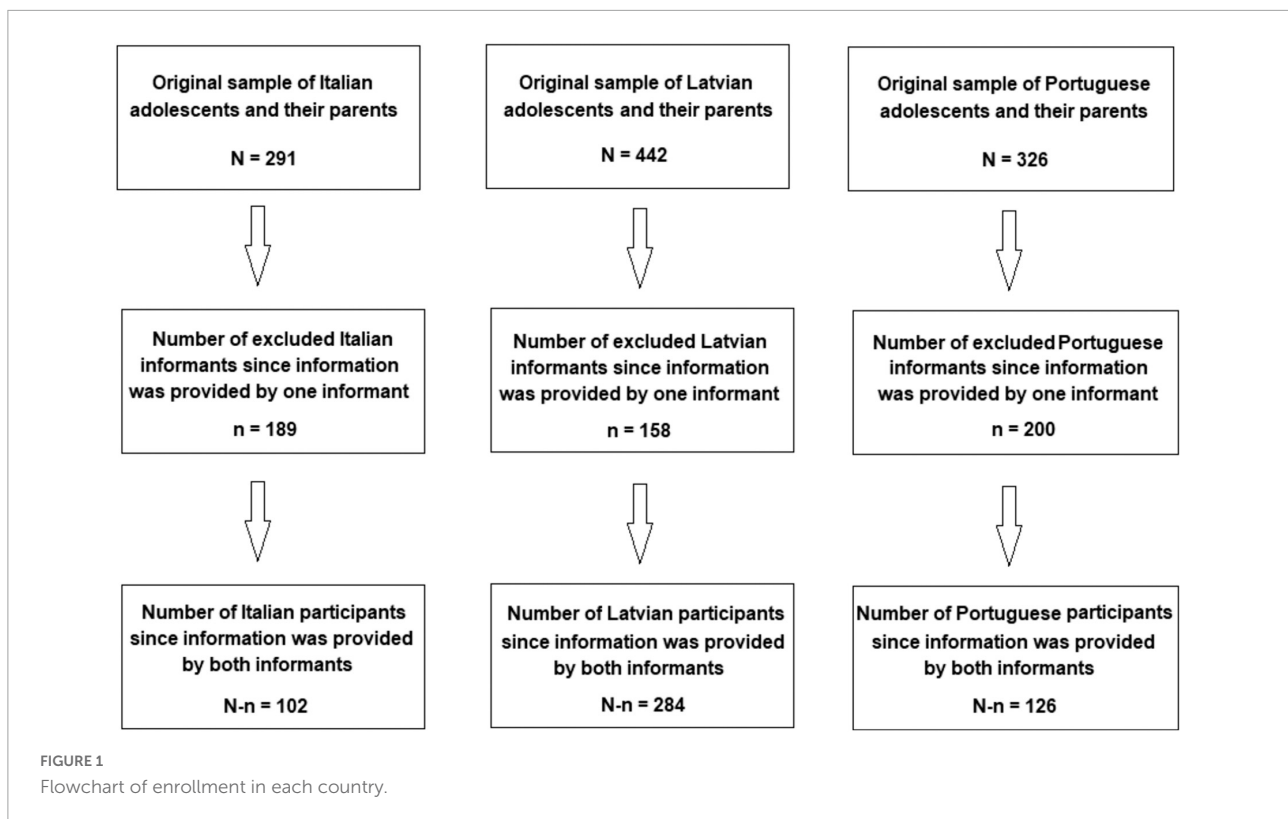 Original sample of Italian
adolescents and their parents
N = 291
Original sample of Latvian
adolescents and their parents
N = 442
Original sample of Portuguese
adolescents and their parents
N = 326
Number of excluded Italian
informants since information
was provided by one informant
n = 189
Number of excluded Latvian
informants since information
was provided by one informant
n = 158
Number of excluded Portuguese
informants since information
was provided by one informant
n = 200
Number of Italian participants
since information was provided
by both informants
N-n = 102
Number of Latvian participants
since information was provided
by both informants
N-n = 284
Number of Portuguese participants
since information was provided
by both informants
N-n = 126
FIGURE 1
Flowchart of enrollment in each country.